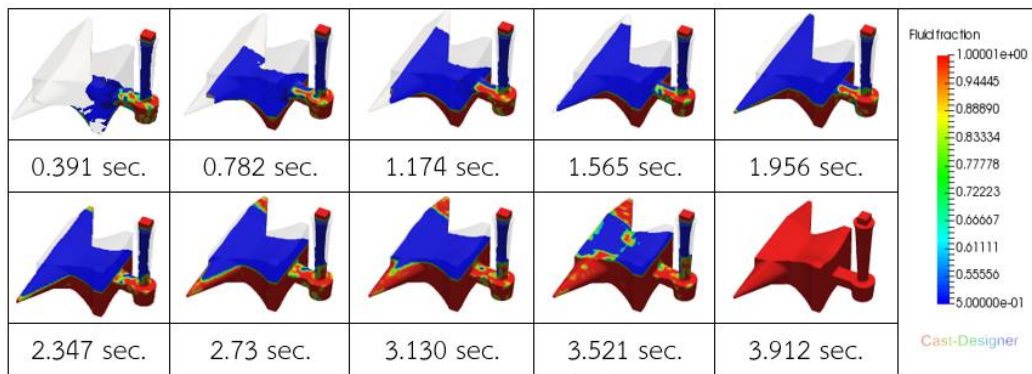 0.391 sec.
0.782 sec.
1.174 sec.
1.565 sec.
1.956 sec.
2.347 sec.
2.73 sec.
3.130 sec.
3.521 sec.
3.912 sec.
Fluid fraction
1.00001e+00
0.94445
0.88890
0.83334
0.77778
0.72223
0.66667
0.61111
0.55556
5.00000e-01
Cast-Designer